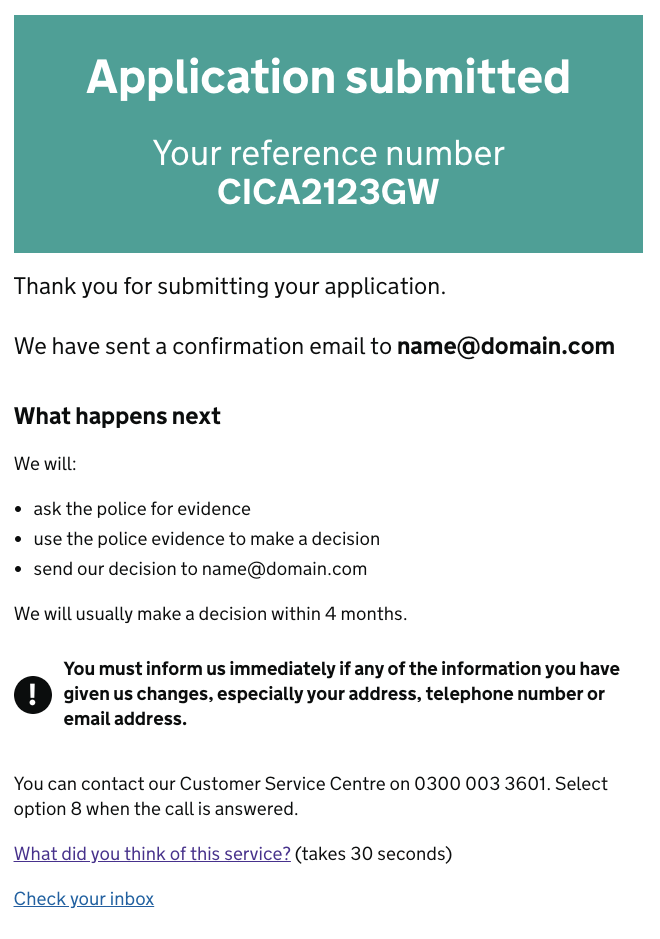 Application submitted
Your reference number
CICA2123GW
Thank you for submitting your application.
We have sent a confirmation email to name@domain.com
What happens next
We will:
• ask the police for evidence
• use the police evidence to make a decision
• send our decision to name@domain.com
We will usually make a decision within 4 months.
! You must inform us immediately if any of the information you have
given us changes, especially your address, telephone number or
email address.
You can contact our Customer Service Centre on 0300 003 3601. Select
option 8 when the call is answered.
What did you think of this service? (takes 30 seconds)
Check your inbox